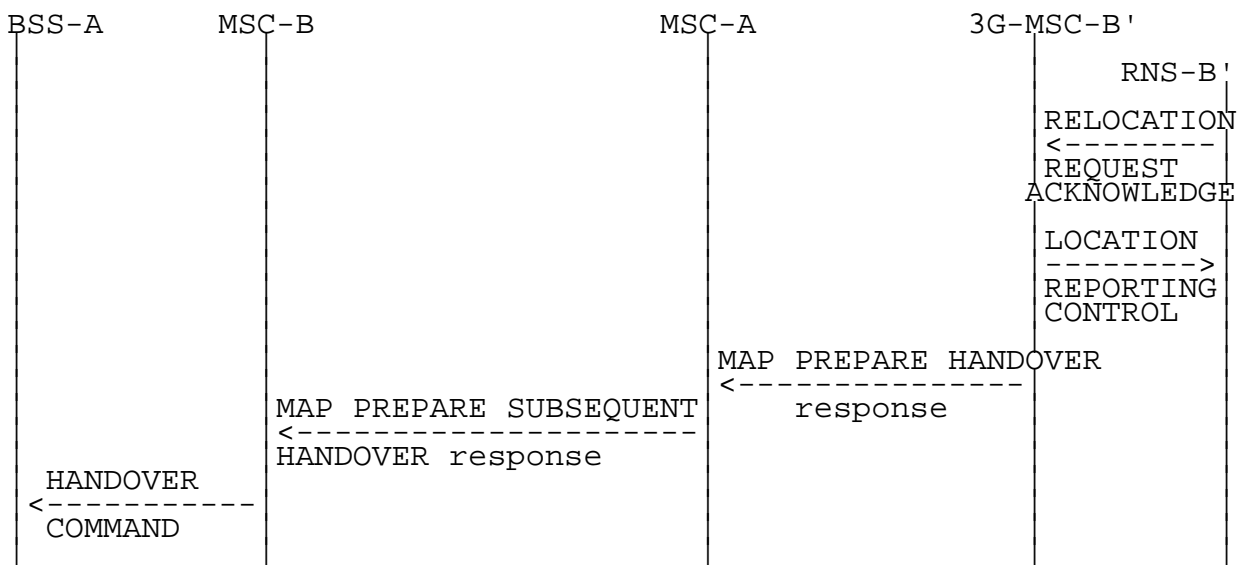 BSS-A MSC-B MSC-A 3G-MSC-B'
RNS-B'
RELOCATION
<--------
REQUEST
ACKNOWLEDGE
LOCATION
-------->
REPORTING
CONTROL
MAP PREPARE HANDOVER
<---------------
response
MAP PREPARE SUBSEQUENT
<---------------------
HANDOVER response
HANDOVER
<-----------
COMMAND